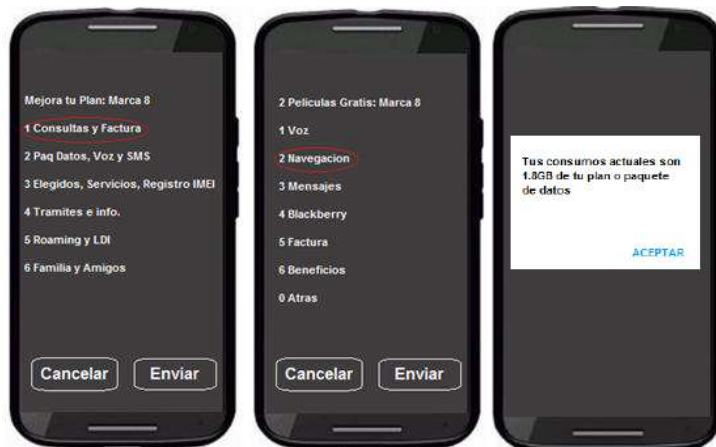 Mejora tu Plan: Marca 8
1 Consultas y Factura
2 Paq Datos, Voz y SMS
3 Elegidos, Servicios, Registro IMEI
4 Tramites e info.
5 Roaming y LDI
6 Familia y Amigos
Cancelar
Enviar
2 Peliculas Gratis: Marca 8
1 Voz
2 Navegacion
3 Mensajes
4 Blackberry
5 Factura
6 Beneficios
0 Atras
Cancelar
Enviar
Tus consumos actuales son
1.8GB de tu plan o paquete
de datos
ACEPTAR